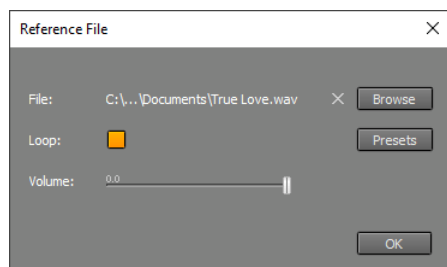 Reference File
File: C:\...\Documents\True Love.wav Browse
Loop: Presets
Volume: 0.0
OK